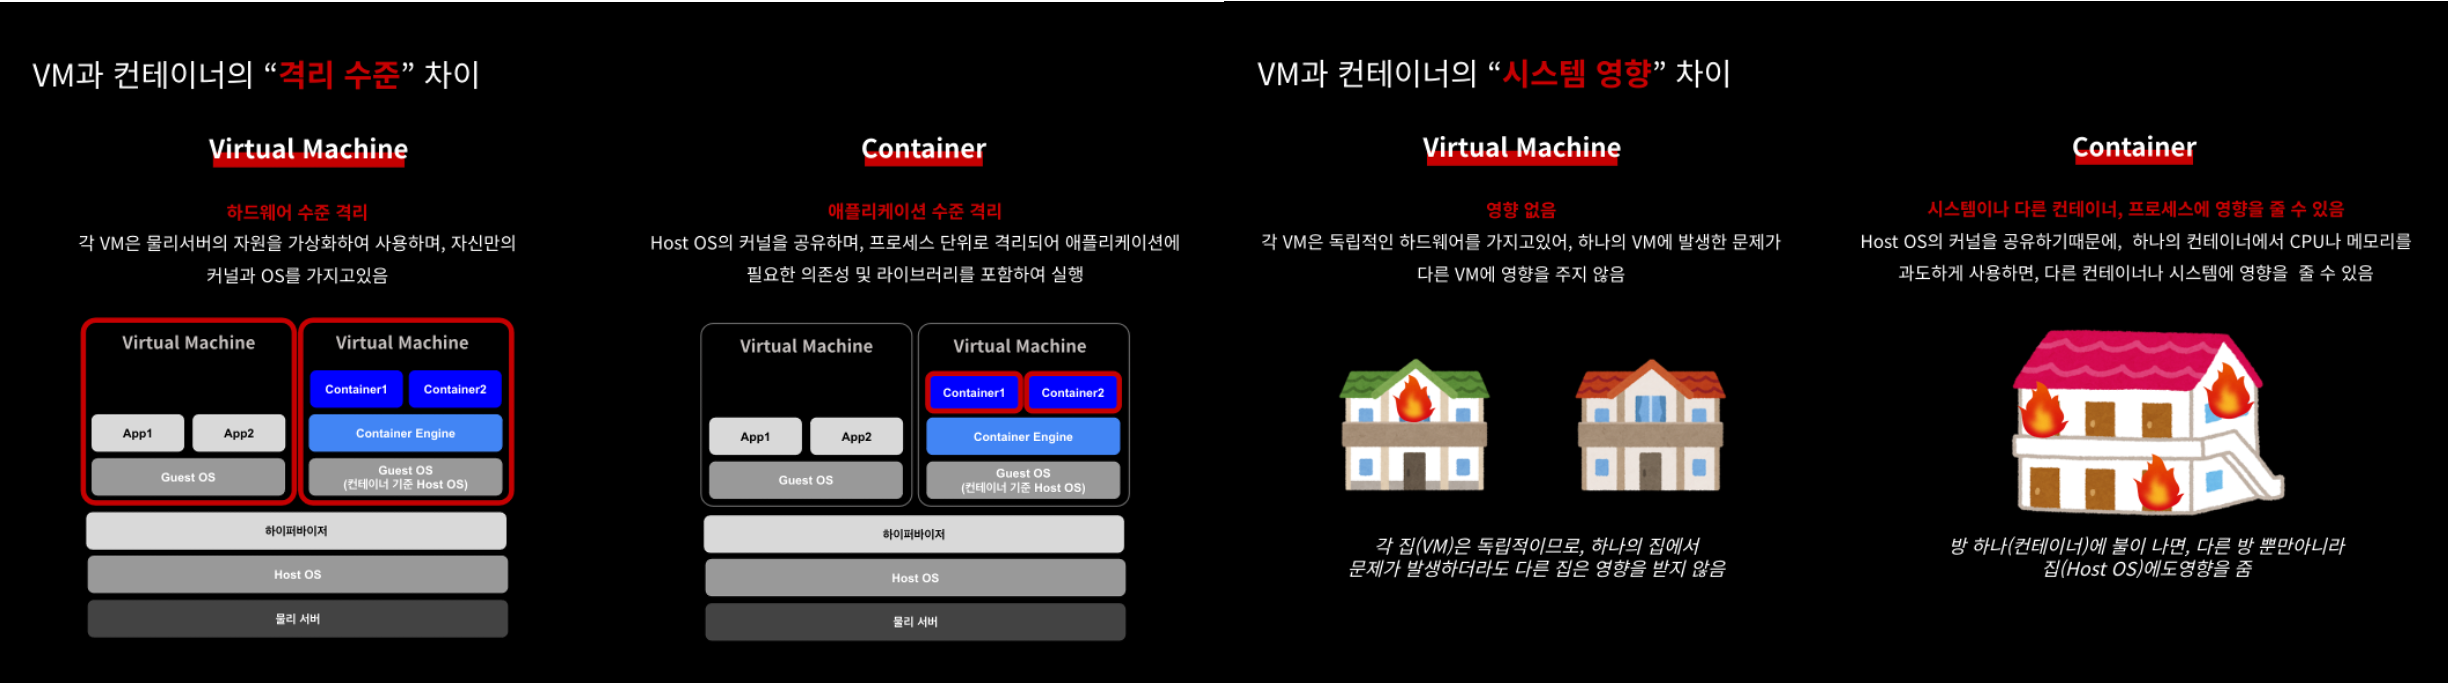 VM과 컨테이너의 “격리 수준” 차이
Virtual Machine
하드웨어 수준 격리
각 VM은 물리서버의 자원을 가상화하여 사용하며, 자신만의
커널과 OS를 가지고있음
Virtual Machine
App1
App2
Guest OS
Virtual Machine
Container1
Container2
Container Engine
Guest OS
(컨테이너 기준 Host OS)
하이퍼바이저
Host OS
물리 서버
Container
애플리케이션 수준 격리
Host OS의 커널을 공유하며, 프로세스 단위로 격리되어 애플리케이션에
필요한 의존성 및 라이브러리를 포함하여 실행
Virtual Machine
App1
App2
Guest OS
Virtual Machine
Container1
Container2
Container Engine
Guest OS
(컨테이너 기준 Host OS)
하이퍼바이저
Host OS
물리 서버
VM과 컨테이너의 “시스템 영향” 차이
Virtual Machine
영향 없음
각 VM은 독립적인 하드웨어를 가지고있어, 하나의 VM에 발생한 문제가
다른 VM에 영향을 주지 않음
각 집(VM)은 독립적이므로, 하나의 집에서
문제가 발생하더라도 다른 집은 영향을 받지 않음
Container
시스템이나 다른 컨테이너, 프로세스에 영향을 줄 수 있음
Host OS의 커널을 공유하기때문에, 하나의 컨테이너에서 CPU나 메모리를
과도하게 사용하면, 다른 컨테이너나 시스템에 영향을 줄 수 있음
방 하나(컨테이너)에 불이 나면, 다른 방 뿐만아니라
집(Host OS)에도영향을 줌